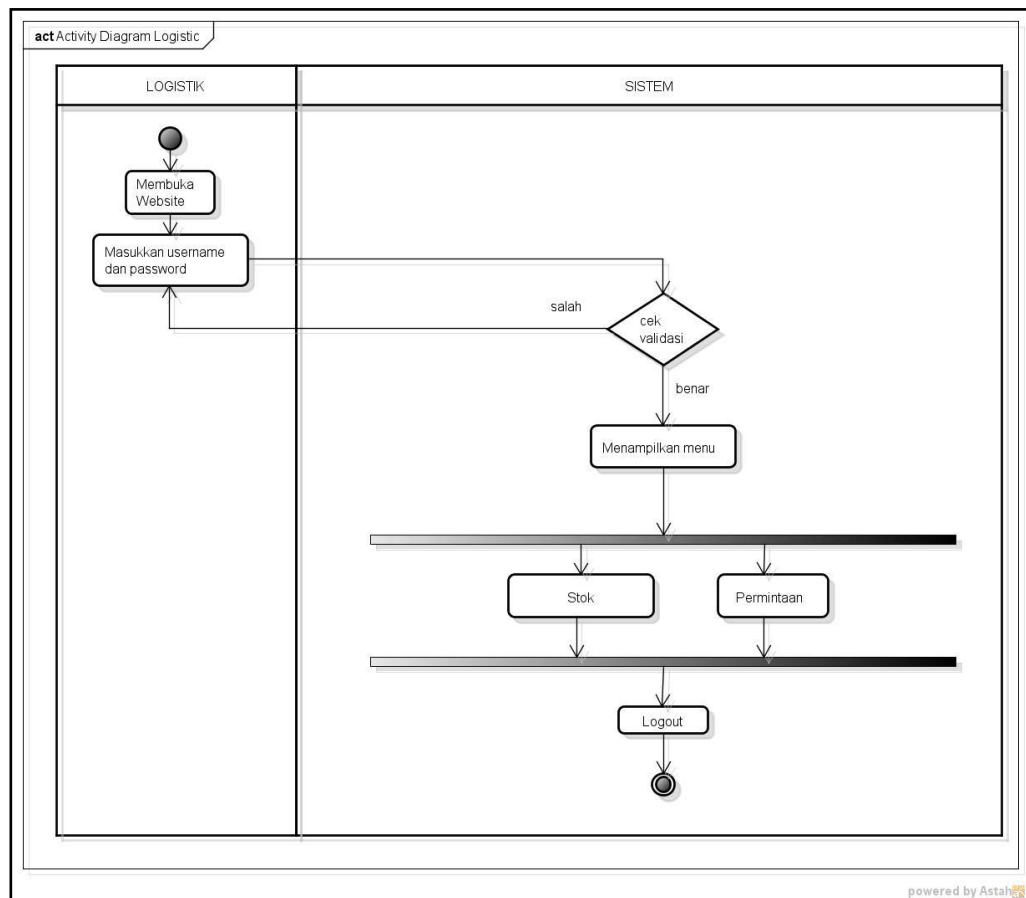 act Activity Diagram Logistic
LOGISTIK
SISTEM
Membuka
Website
Masukkan username
dan password
salah
cek
validasi
benar
Menampilkan menu
Stok
Permintaan
Logout
powered by Astah